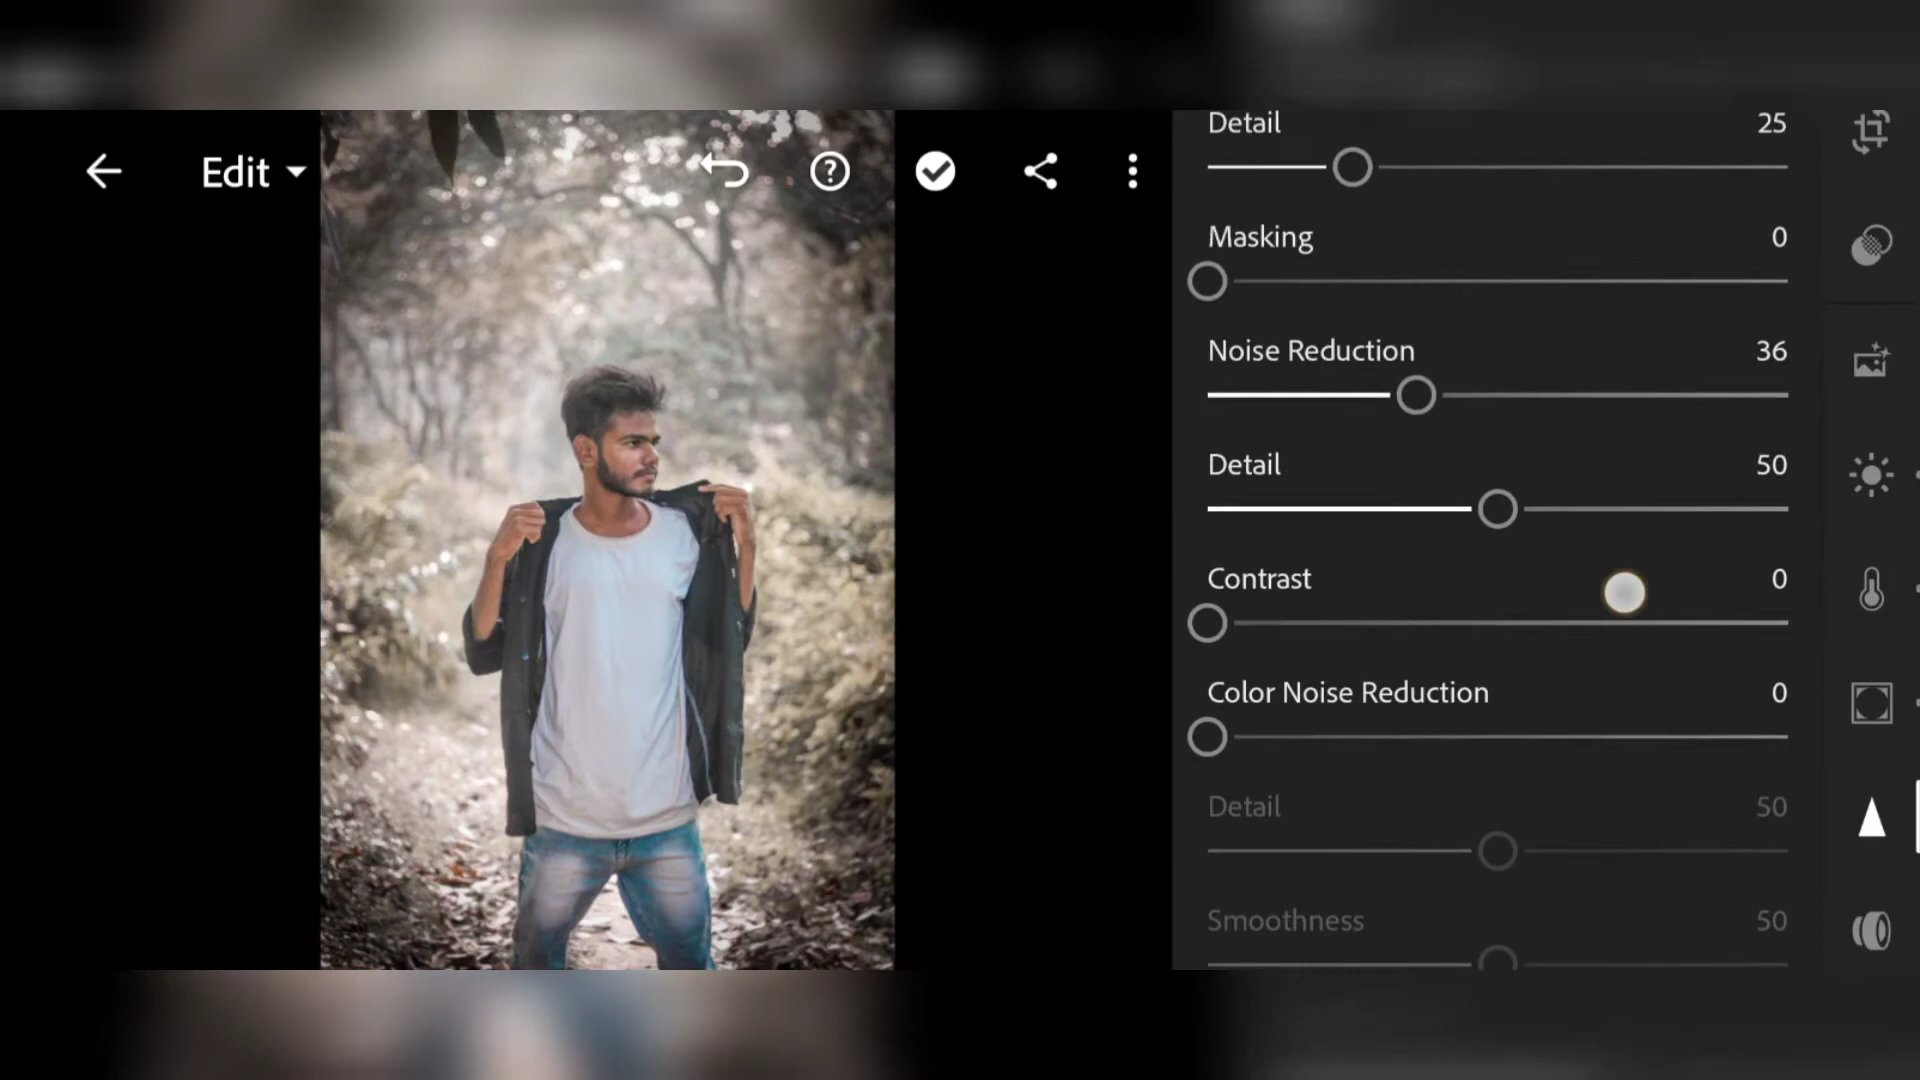 Edit
Detail 25
Masking 0
Noise Reduction 36
Detail 50
Contrast 0
Color Noise Reduction 0
Detail 50
Smoothness 50